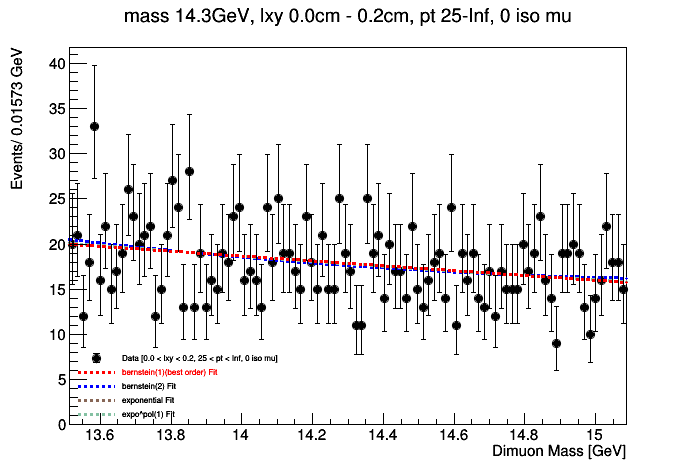 mass 14.3GeV, lxy 0.0cm - 0.2cm, pt 25-Inf, 0 iso mu
Events/ 0.01573 GeV
40
35
30
25
20
15
10
5
0
Data [0.0 < lxy < 0.2, 25 < pt < Inf, 0 iso mu]
bernstein(1)(best order) Fit
bernstein(2) Fit
exponential Fit
expo*pol(1) Fit
13.6 13.8 14 14.2 14.4 14.6 14.8 15
Dimuon Mass [GeV]